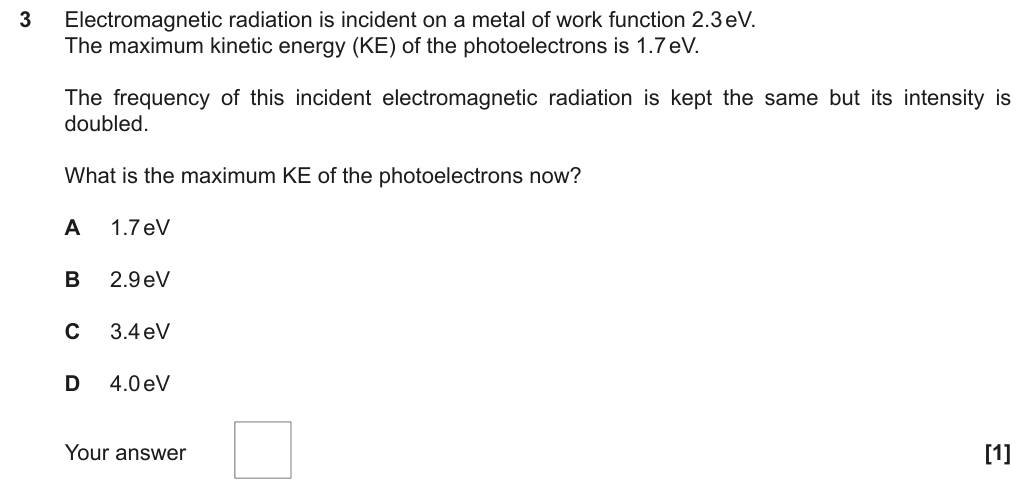 3 Electromagnetic radiation is incident on a metal of work function 2.3 eV.
The maximum kinetic energy (KE) of the photoelectrons is 1.7 eV.
The frequency of this incident electromagnetic radiation is kept the same but its intensity is
doubled.
What is the maximum KE of the photoelectrons now?
A 1.7 eV
B 2.9 eV
C 3.4 eV
D 4.0 eV
Your answer [1]